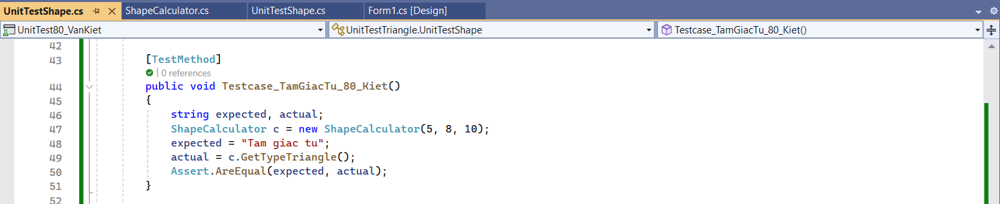 UnitTestShape.cs ShapeCalculator.cs UnitTestShape.cs Form1.cs [Design]
UnitTest80_VanKiet UnitTestTriangle.UnitTestShape Testcase_TamGiacTu_80_Kiet()
42
43 [TestMethod]
| 0 references
44 public void Testcase_TamGiacTu_80_Kiet()
45 {
46 string expected, actual;
47 ShapeCalculator c = new ShapeCalculator(5, 8, 10);
48 expected = "Tam giac tu";
49 actual = c.GetTypeTriangle();
50 Assert.AreEqual(expected, actual);
51 }
52